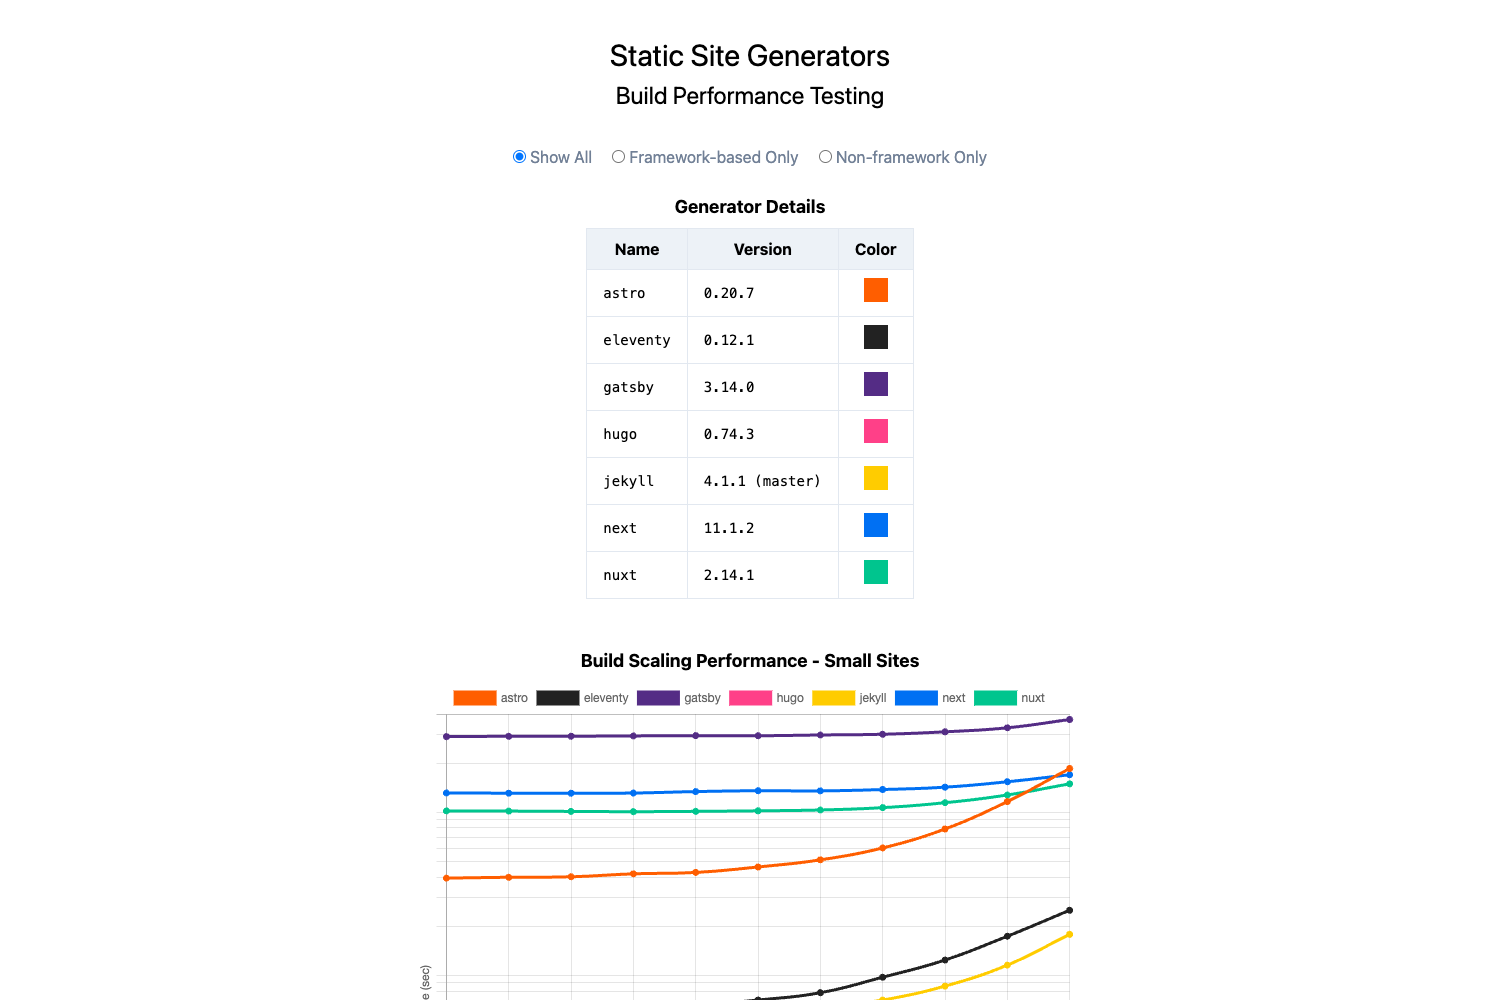 Static Site Generators
Build Performance Testing
Show All Framework-based Only Non-framework Only
Generator Details
Name Version Color
astro 0.20.7
eleventy 0.12.1
gatsby 3.14.0
hugo 0.74.3
jekyll 4.1.1 (master)
next 11.1.2
nuxt 2.14.1
Build Scaling Performance - Small Sites
astro eleventy gatsby hugo jekyll next nuxt
(sec)